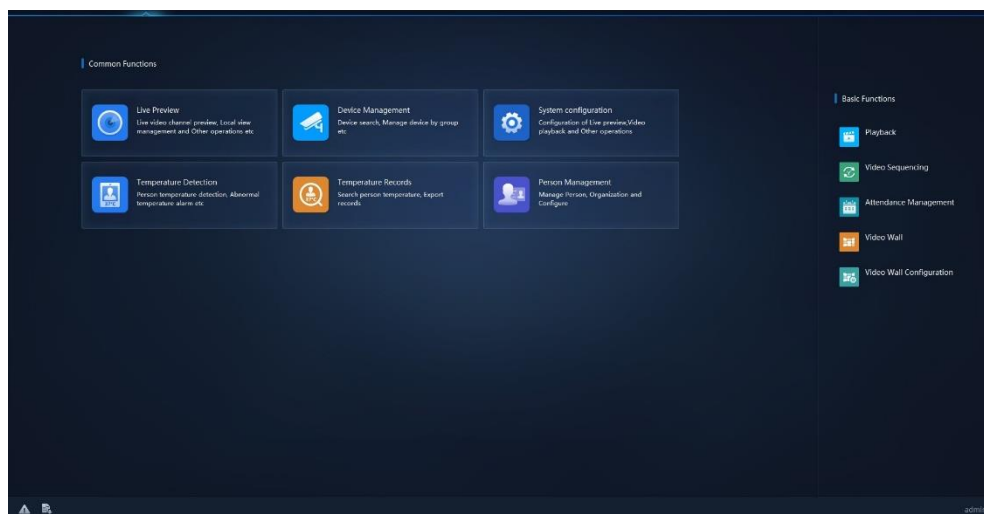 Common Functions
Live Preview
Live video channel preview, Local view
management and Other operations etc
Device Management
Device search, Manage device by group
etc
System configuration
Configuration of Live preview,Video
playback and Other operations
Temperature Detection
Person temperature detection, Abnormal
temperature alarm etc
Temperature Records
Search person temperature, Export
records
Person Management
Manage Person, Organization and
Configure
Basic Functions
Playback
Video Sequencing
Attendance Management
Video Wall
Video Wall Configuration
admin